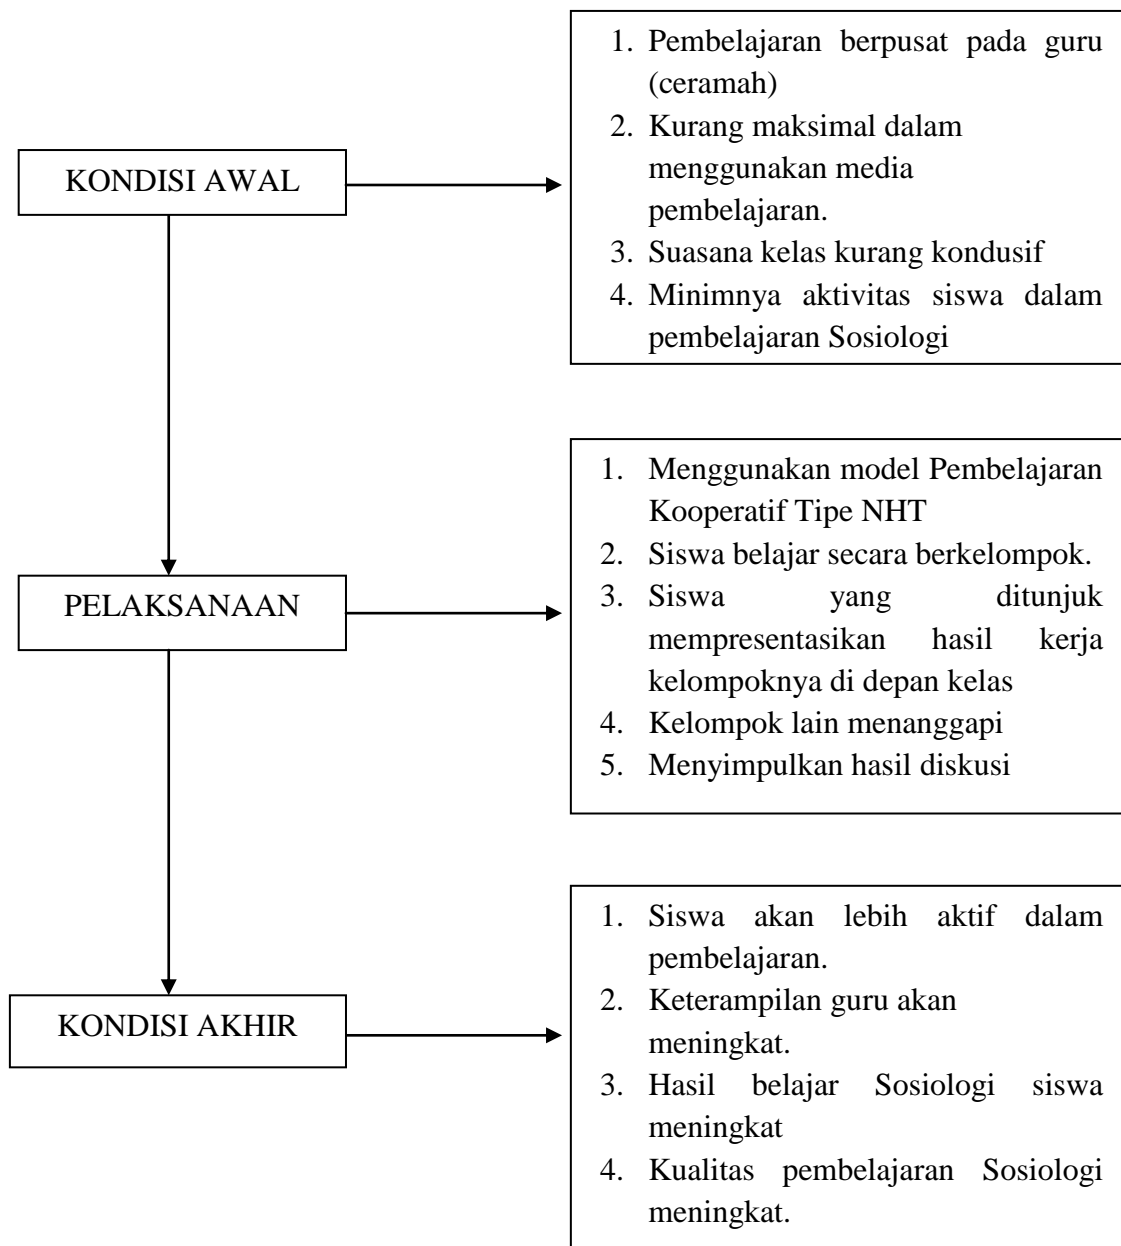 1. Pembelajaran berpusat pada guru
(ceramah)
2. Kurang maksimal dalam
menggunakan media
pembelajaran.
3. Suasana kelas kurang kondusif
4. Minimnya aktivitas siswa dalam
pembelajaran Sosiologi
KONDISI AWAL
1. Menggunakan model Pembelajaran
Kooperatif Tipe NHT
2. Siswa belajar secara berkelompok.
3. Siswa yang ditunjuk
mempresentasikan hasil kerja
kelompoknya di depan kelas
4. Kelompok lain menanggapi
5. Menyimpulkan hasil diskusi
PELAKSANAAN
1. Siswa akan lebih aktif dalam
pembelajaran.
2. Keterampilan guru akan
meningkat.
3. Hasil belajar Sosiologi siswa
meningkat
4. Kualitas pembelajaran Sosiologi
meningkat.
KONDISI AKHIR